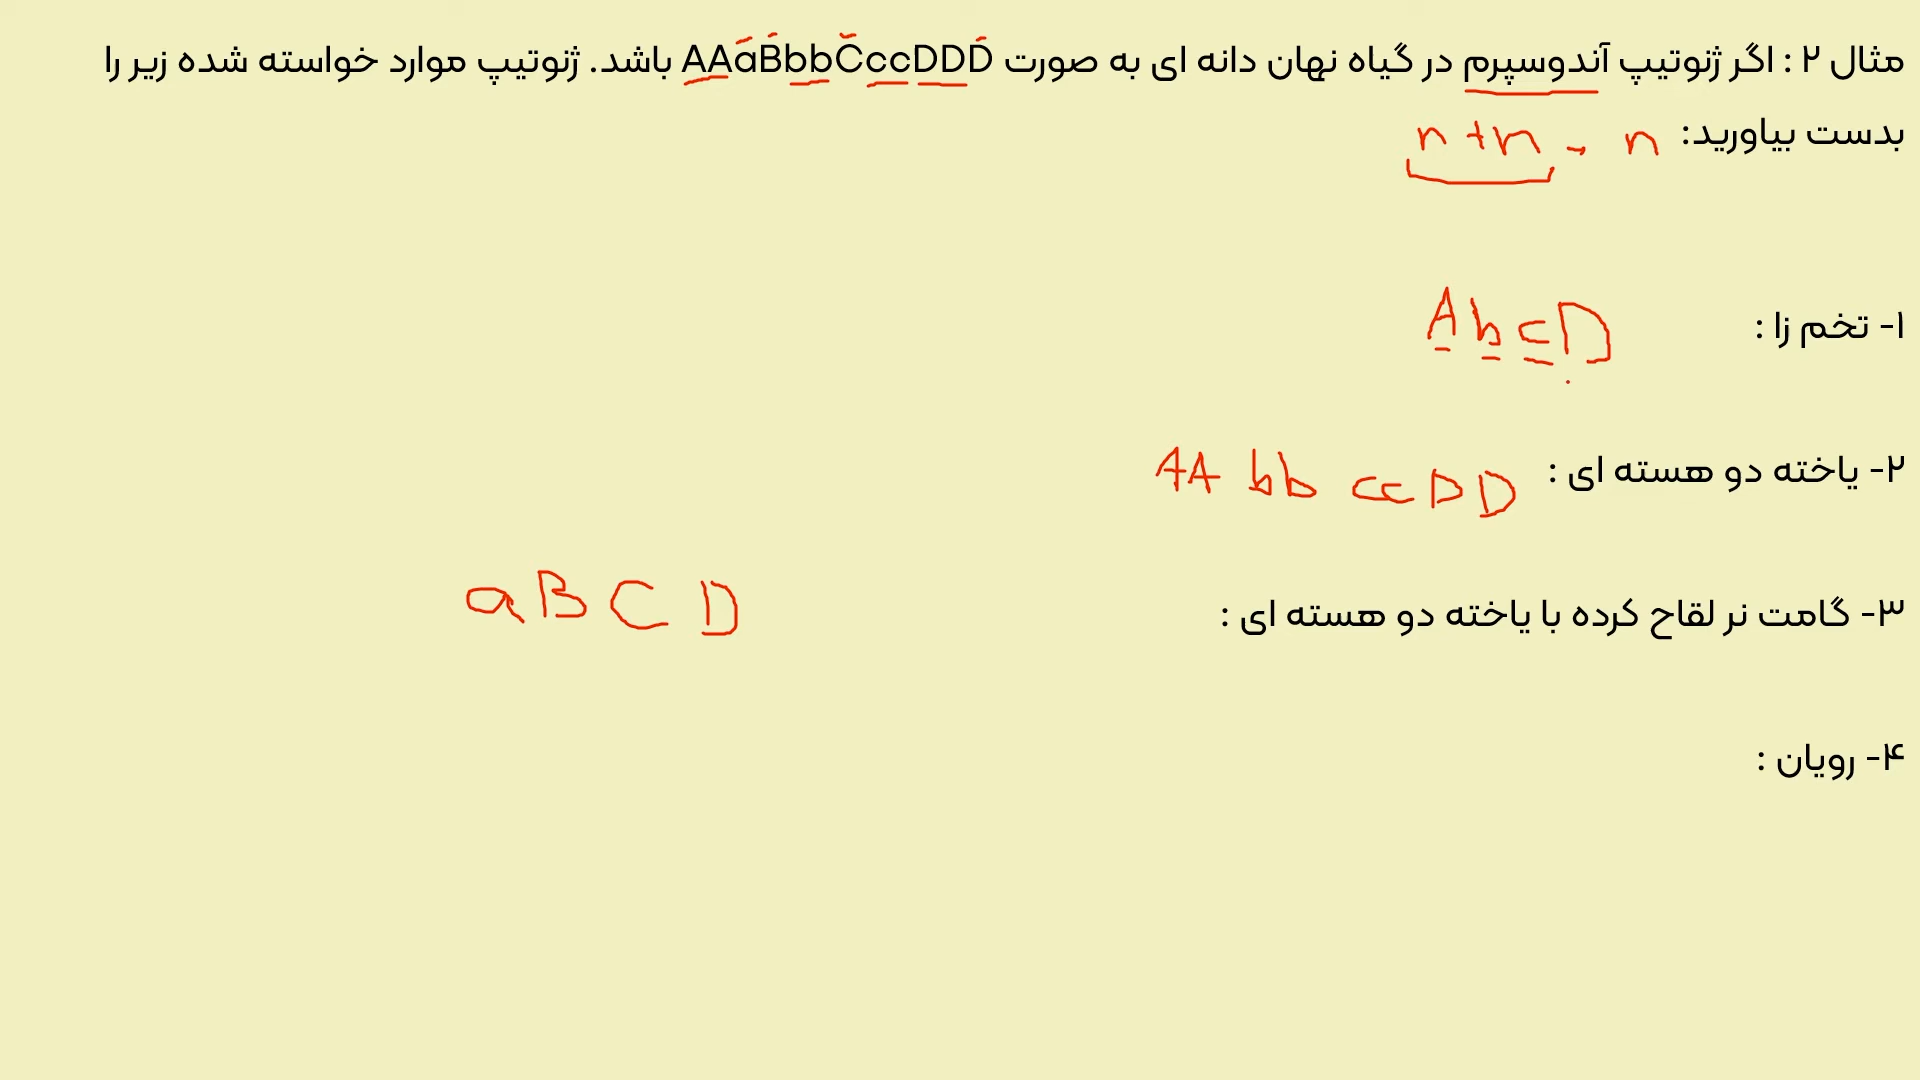 مثال ۲ : اگر ژنوتیپ آندوسپرم در گیاه نهان دانه ای به صورت AAaBbbCccDDD باشد. ژنوتیپ موارد خواسته شده زیر را
بدست بیاورید:
n + n - n
۱- تخم زا : AbcD
۲- یاخته دو هسته ای : AA bb cc DD
۳- گامت نر لقاح کرده با یاخته دو هسته ای : aBCD
۴- رویان :